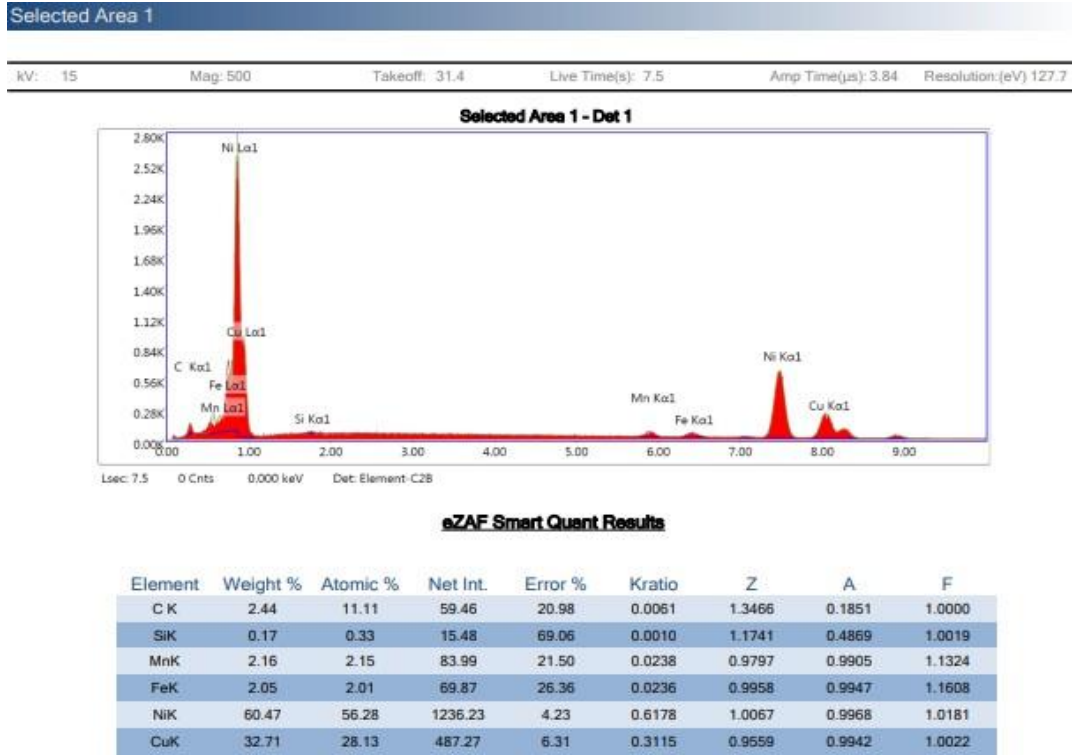 Selected Area 1
kV: 15 Mag: 500 Takeoff: 31.4 Live Time(s): 7.5 Amp Time(µs): 3.84 Resolution:(eV) 127.7
Selected Area 1 - Det 1
2.80K
Ni Lα1
2.52K
2.24K
1.96K
1.68K
1.40K
1.12K
Cu Lα1
0.84K
C Kα1
Ni Kα1
0.56K
Fe Lα1
Mn Kα1
Mn Lα1
Cu Kα1
0.28K
Si Kα1
Fe Kα1
0.00K
0.00 1.00 2.00 3.00 4.00 5.00 6.00 7.00 8.00 9.00
Lsec: 7.5 0 Cnts 0.000 keV Det: Element-C2B
eZAF Smart Quant Results
Element Weight % Atomic % Net Int. Error % Kratio Z A F
C K 2.44 11.11 59.46 20.98 0.0061 1.3466 0.1851 1.0000
SiK 0.17 0.33 15.48 69.06 0.0010 1.1741 0.4869 1.0019
MnK 2.16 2.15 83.99 21.50 0.0238 0.9797 0.9905 1.1324
FeK 2.05 2.01 69.87 26.36 0.0236 0.9958 0.9947 1.1608
NiK 60.47 56.28 1236.23 4.23 0.6178 1.0067 0.9968 1.0181
CuK 32.71 28.13 487.27 6.31 0.3115 0.9559 0.9942 1.0022